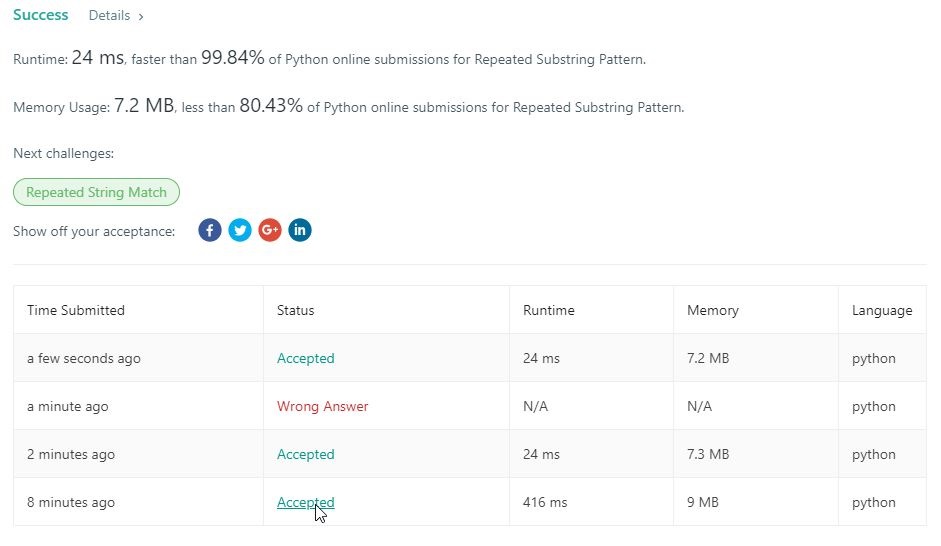 Success Details ›
Runtime: 24 ms, faster than 99.84% of Python online submissions for Repeated Substring Pattern.
Memory Usage: 7.2 MB, less than 80.43% of Python online submissions for Repeated Substring Pattern.
Next challenges:
Repeated String Match
Show off your acceptance: f G+ in
Time Submitted Status Runtime Memory Language
a few seconds ago Accepted 24 ms 7.2 MB python
a minute ago Wrong Answer N/A N/A python
2 minutes ago Accepted 24 ms 7.3 MB python
8 minutes ago Accepted 416 ms 9 MB python